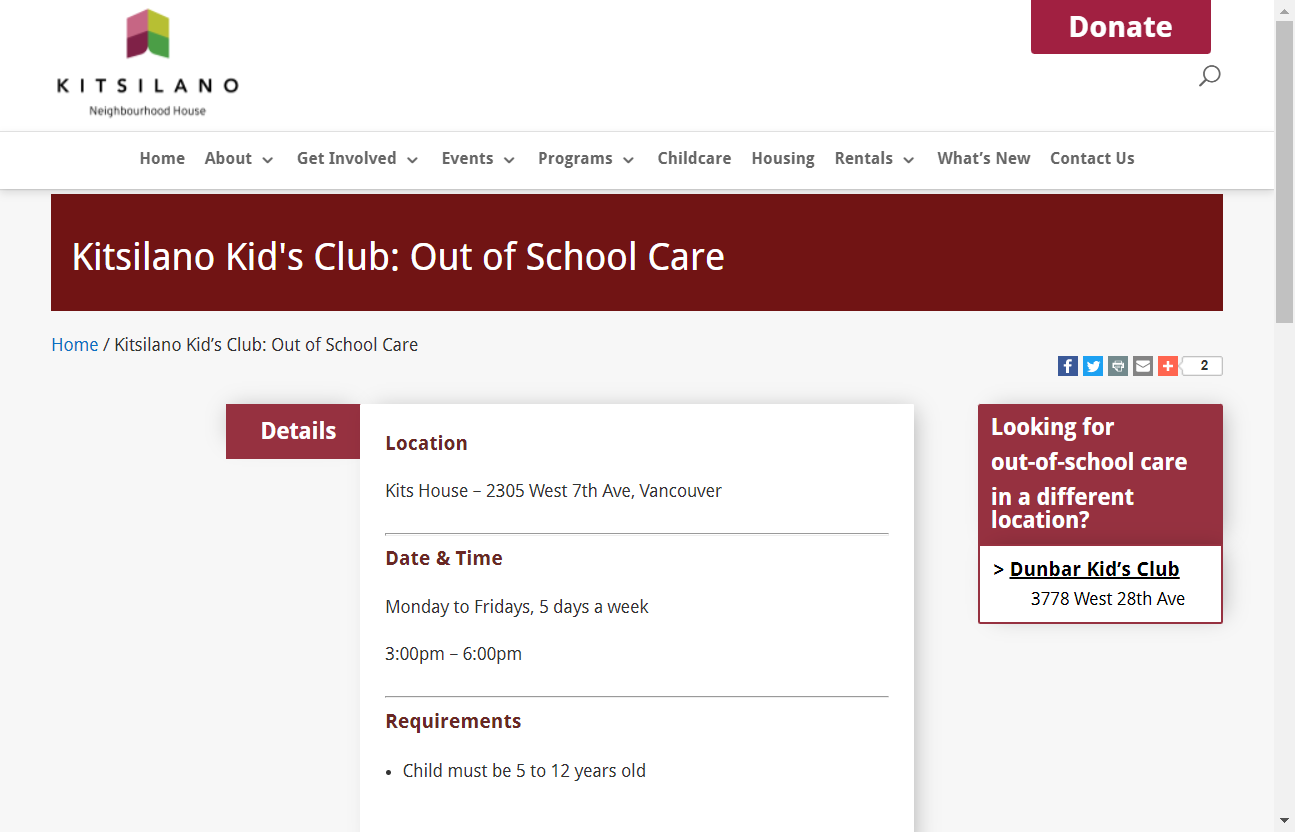 KITSILANO
Neighbourhood House
Donate
Home About Get Involved Events Programs Childcare Housing Rentals What's New Contact Us
Kitsilano Kid's Club: Out of School Care
Home / Kitsilano Kid's Club: Out of School Care
2
Details
Location
Kits House – 2305 West 7th Ave, Vancouver
Date & Time
Monday to Fridays, 5 days a week
3:00pm – 6:00pm
Requirements
• Child must be 5 to 12 years old
Looking for
out-of-school care
in a different
location?
> Dunbar Kid's Club
3778 West 28th Ave